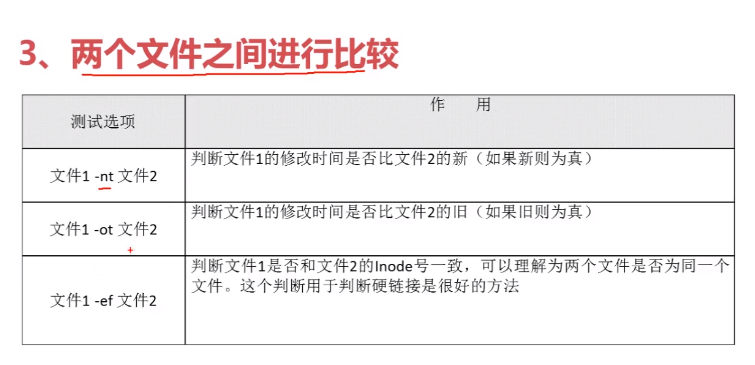 3、两个文件之间进行比较
测试选项
作 用
文件1 -nt 文件2
判断文件1的修改时间是否比文件2的新（如果新则为真）
文件1 -ot 文件2
判断文件1的修改时间是否比文件2的旧（如果旧则为真）
文件1 -ef 文件2
判断文件1是否和文件2的Inode号一致，可以理解为两个文件是否为同一个
文件。这个判断用于判断硬链接是很好的方法